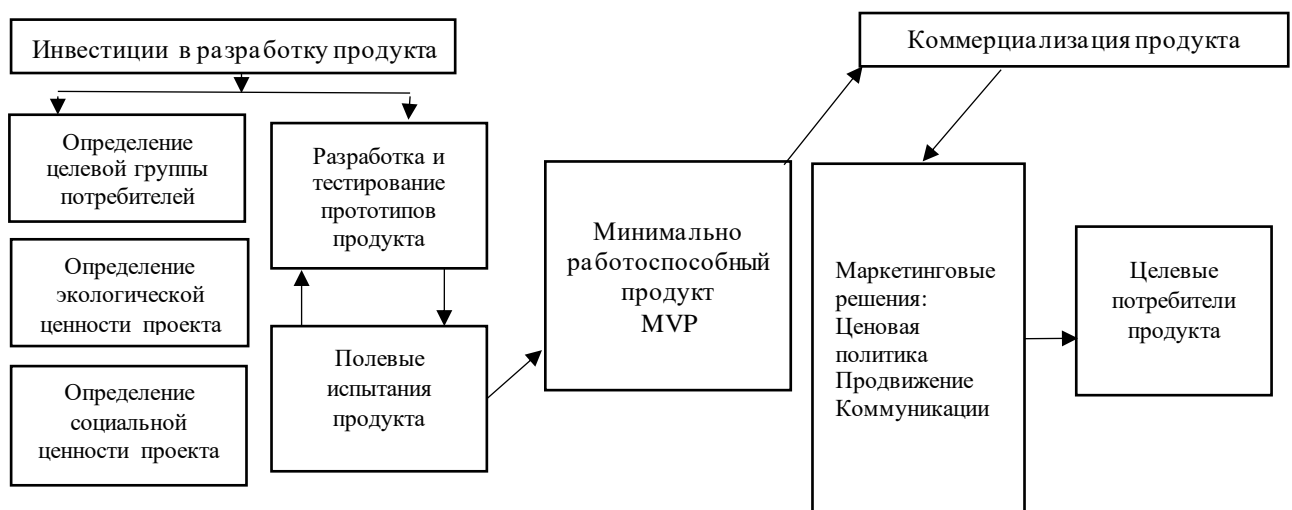 Инвестиции в разработку продукта
Коммерциализация продукта
Определение
целевой группы
потребителей
Разработка и
тестирование
прототипов
продукта
Определение
экологической
ценности проекта
Определение
социальной
ценности проекта
Полевые
испытания
продукта
Минимально
работоспособный
продукт
MVP
Маркетинговые
решения:
Ценовая
политика
Продвижение
Коммуникации
Целевые
потребители
продукта